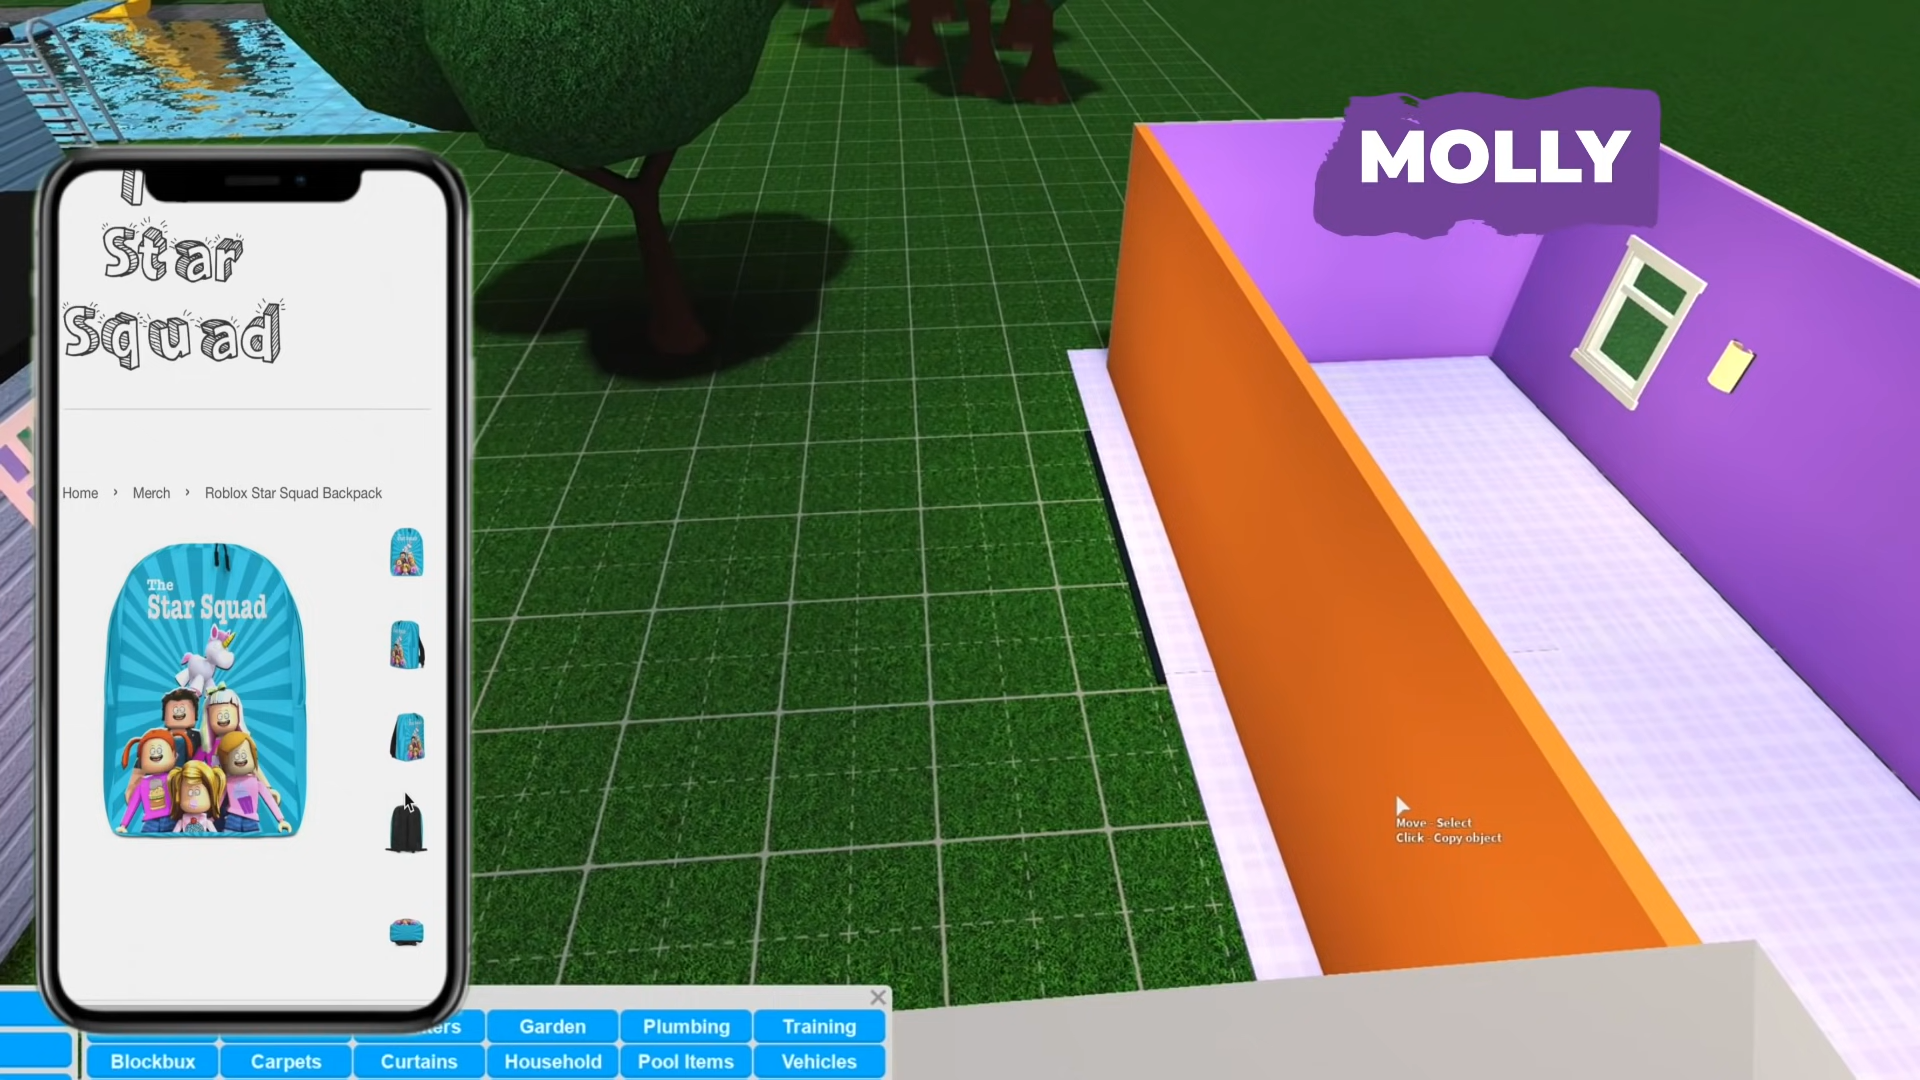 MOLLY
Star
Squad
Home › Merch › Roblox Star Squad Backpack
The
Star Squad
Move - Select
Click - Copy object
Garden
Plumbing
Training
Blockbux
Carpets
Curtains
Household
Pool Items
Vehicles